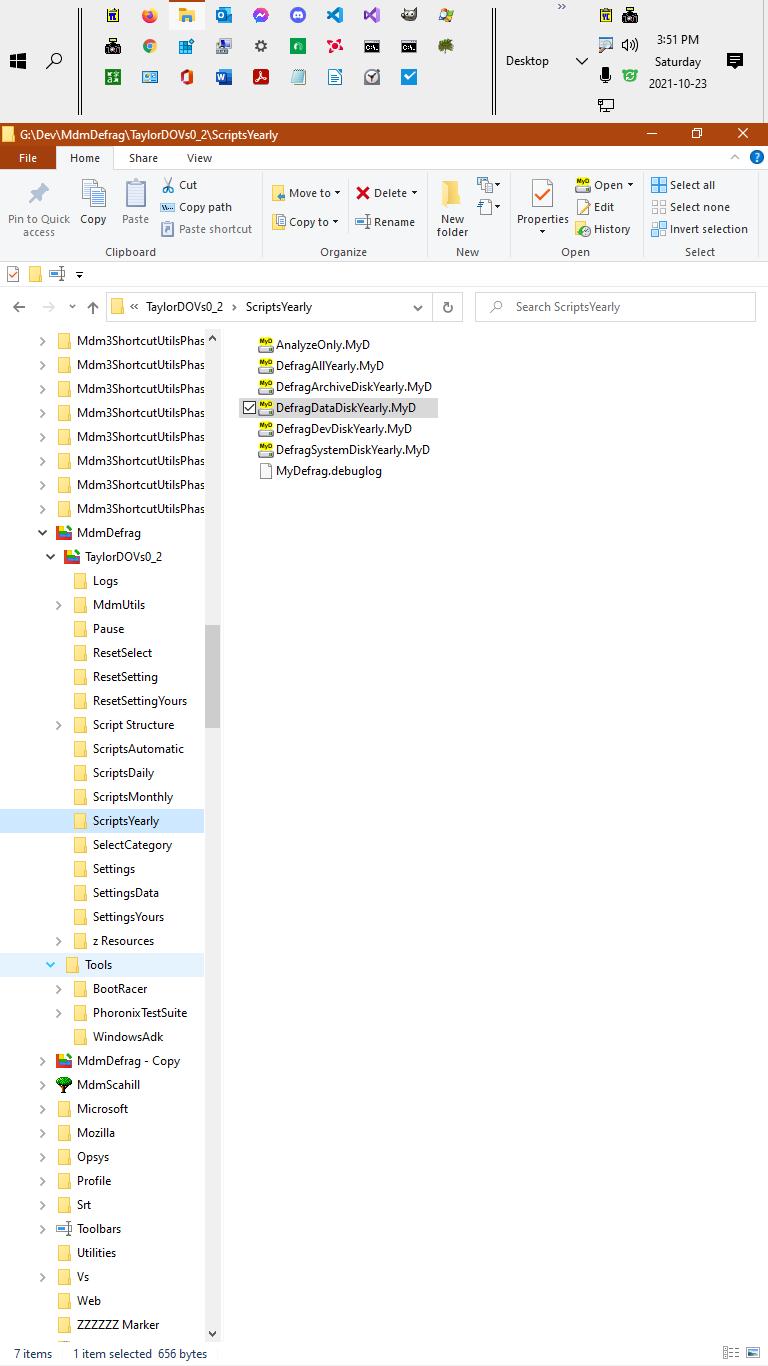 »
3:51 PM
Desktop
Saturday
2021-10-23
G:\Dev\MdmDefrag\TaylorDOVs0_2\ScriptsYearly
File Home Share View
Pin to Quick access
Copy
Paste
Cut
Copy path
Paste shortcut
Clipboard
Move to
Copy to
Delete
Rename
Organize
New folder
New
Properties
Open
Edit
History
Open
Select all
Select none
Invert selection
Select
« TaylorDOVs0_2 › ScriptsYearly
Search ScriptsYearly
Mdm3ShortcutUtilsPhas
Mdm3ShortcutUtilsPhas
Mdm3ShortcutUtilsPhas
Mdm3ShortcutUtilsPhas
Mdm3ShortcutUtilsPhas
Mdm3ShortcutUtilsPhas
Mdm3ShortcutUtilsPhas
Mdm3ShortcutUtilsPhas
MdmDefrag
TaylorDOVs0_2
Logs
MdmUtils
Pause
ResetSelect
ResetSetting
ResetSettingYours
Script Structure
ScriptsAutomatic
ScriptsDaily
ScriptsMonthly
ScriptsYearly
SelectCategory
Settings
SettingsData
SettingsYours
z Resources
Tools
BootRacer
PhoronixTestSuite
WindowsAdk
MdmDefrag - Copy
MdmScahill
Microsoft
Mozilla
Opsys
Profile
Srt
Toolbars
Utilities
Vs
Web
ZZZZZZ Marker
AnalyzeOnly.MyD
DefragAllYearly.MyD
DefragArchiveDiskYearly.MyD
DefragDataDiskYearly.MyD
DefragDevDiskYearly.MyD
DefragSystemDiskYearly.MyD
MyDefrag.debuglog
7 items 1 item selected 656 bytes